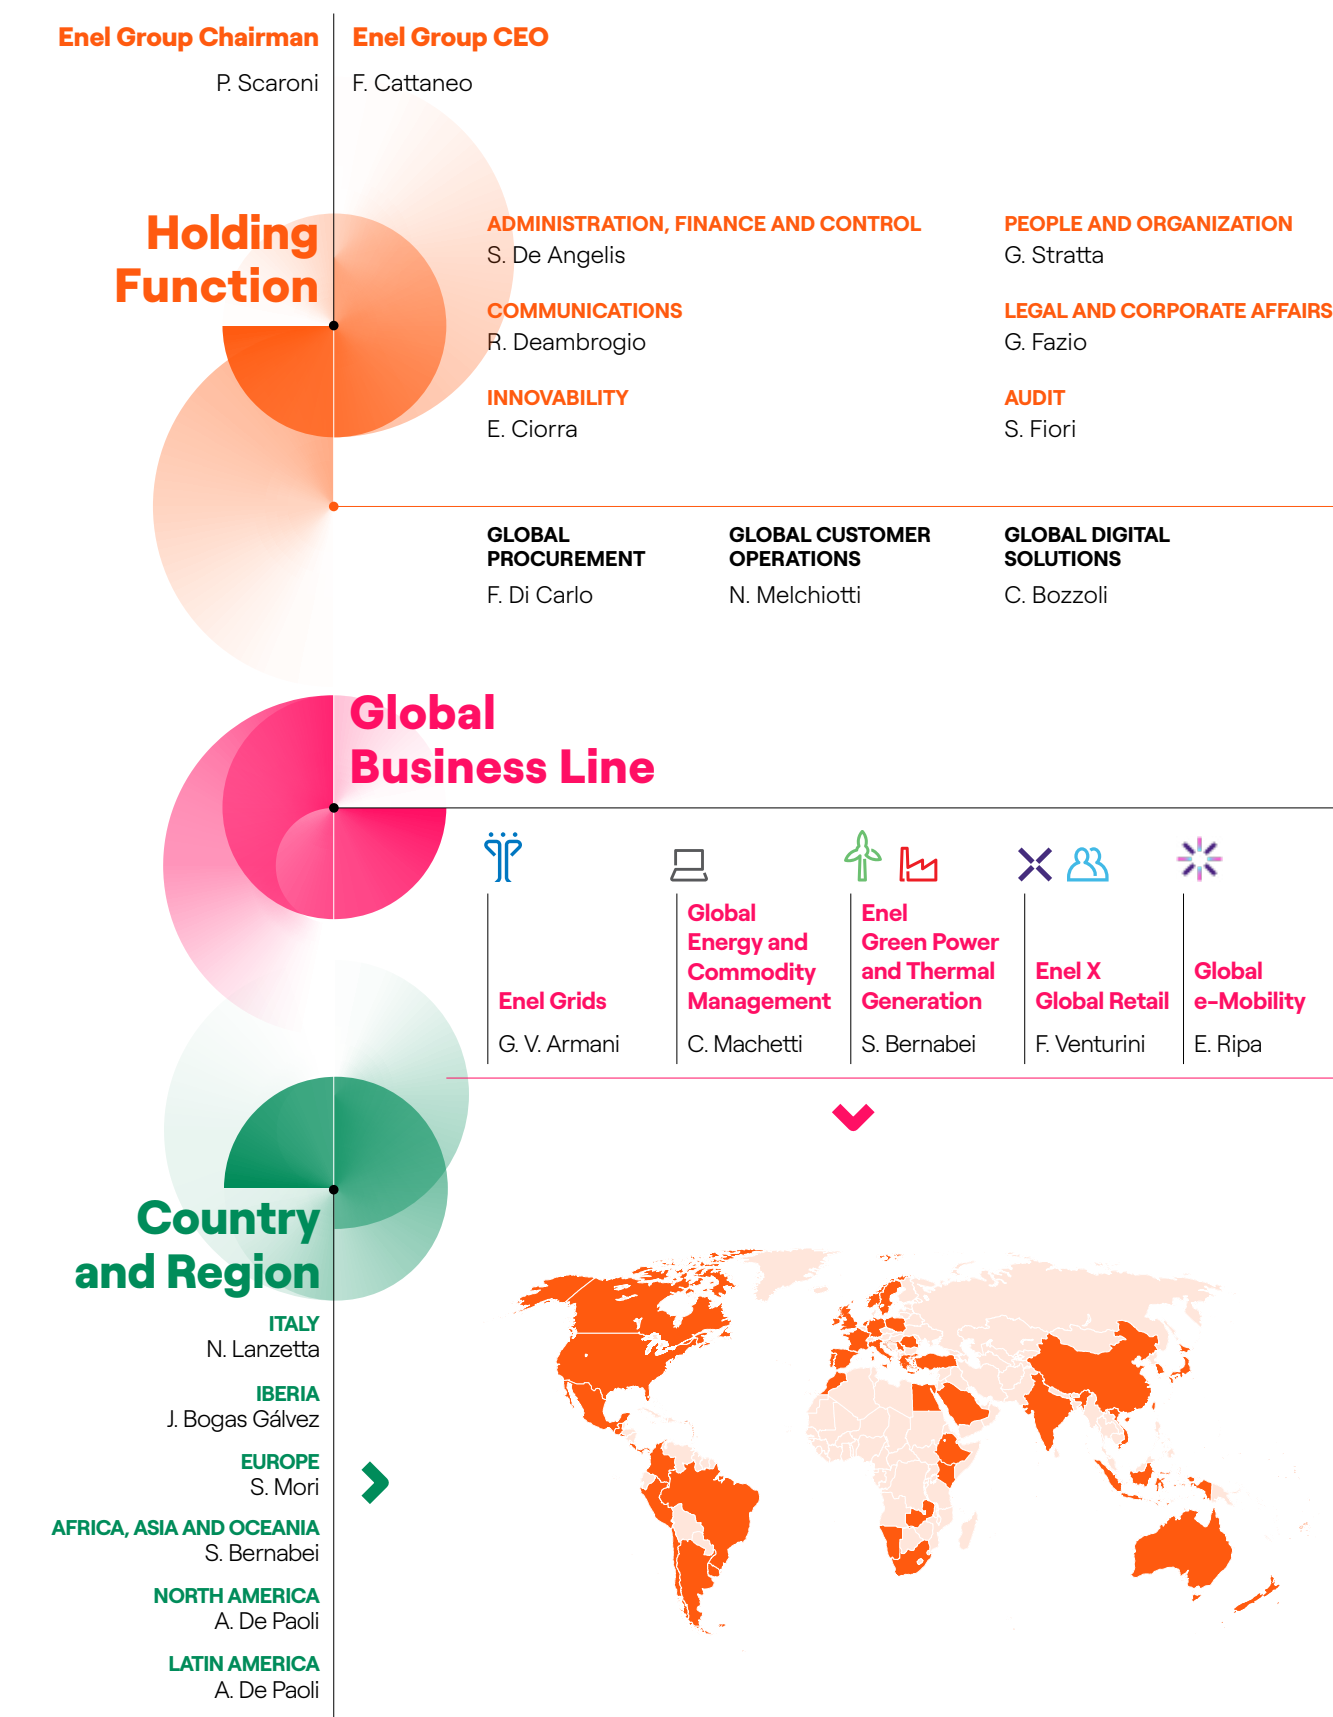 Enel Group Chairman
P. Scaroni
Enel Group CEO
F. Cattaneo
Holding
Function
ADMINISTRATION, FINANCE AND CONTROL
S. De Angelis
PEOPLE AND ORGANIZATION
G. Stratta
COMMUNICATIONS
R. Deambrogio
LEGAL AND CORPORATE AFFAIRS
G. Fazio
INNOVABILITY
E. Ciorra
AUDIT
S. Fiori
GLOBAL
PROCUREMENT
F. Di Carlo
GLOBAL CUSTOMER
OPERATIONS
N. Melchiotti
GLOBAL DIGITAL
SOLUTIONS
C. Bozzoli
Global
Business Line
Enel Grids
G. V. Armani
Global
Energy and
Commodity
Management
C. Machetti
Enel
Green Power
and Thermal
Generation
S. Bernabei
Enel X
Global Retail
F. Venturini
Global
e-Mobility
E. Ripa
Country
and Region
ITALY
N. Lanzetta
IBERIA
J. Bogas Gálvez
EUROPE
S. Mori
AFRICA, ASIA AND OCEANIA
S. Bernabei
NORTH AMERICA
A. De Paoli
LATIN AMERICA
A. De Paoli